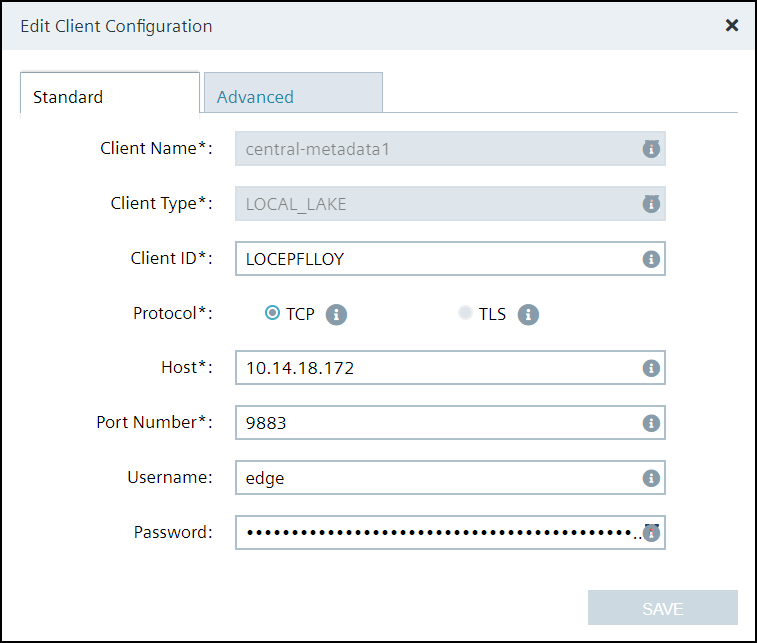 Edit Client Configuration ×
Standard Advanced
Client Name*: central-metadata1
Client Type*: LOCAL_LAKE
Client ID*: LOCEPFLLOY
Protocol*: TCP TLS
Host*: 10.14.18.172
Port Number*: 9883
Username: edge
Password: •••••••••••••••••••••••••••••••••••••••••••..
SAVE